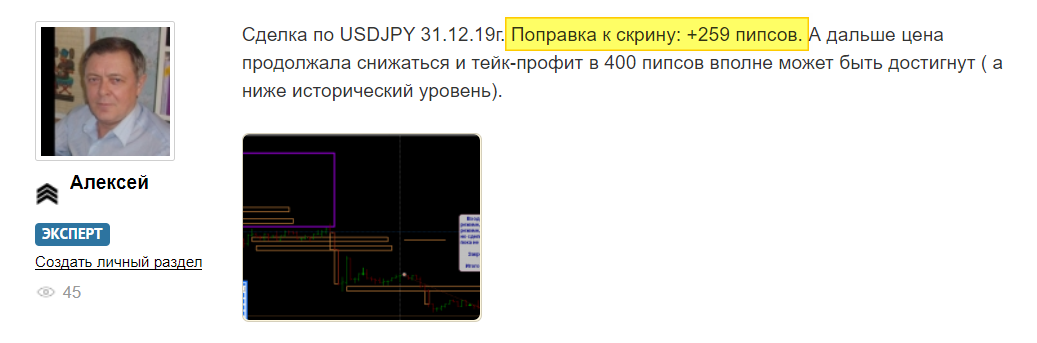 Сделка по USDJPY 31.12.19г. Поправка к скрину: +259 пипсов. А дальше цена
продолжала снижаться и тейк-профит в 400 пипсов вполне может быть достигнут ( а
ниже исторический уровень).
Алексей
ЭКСПЕРТ
Создать личный раздел
45